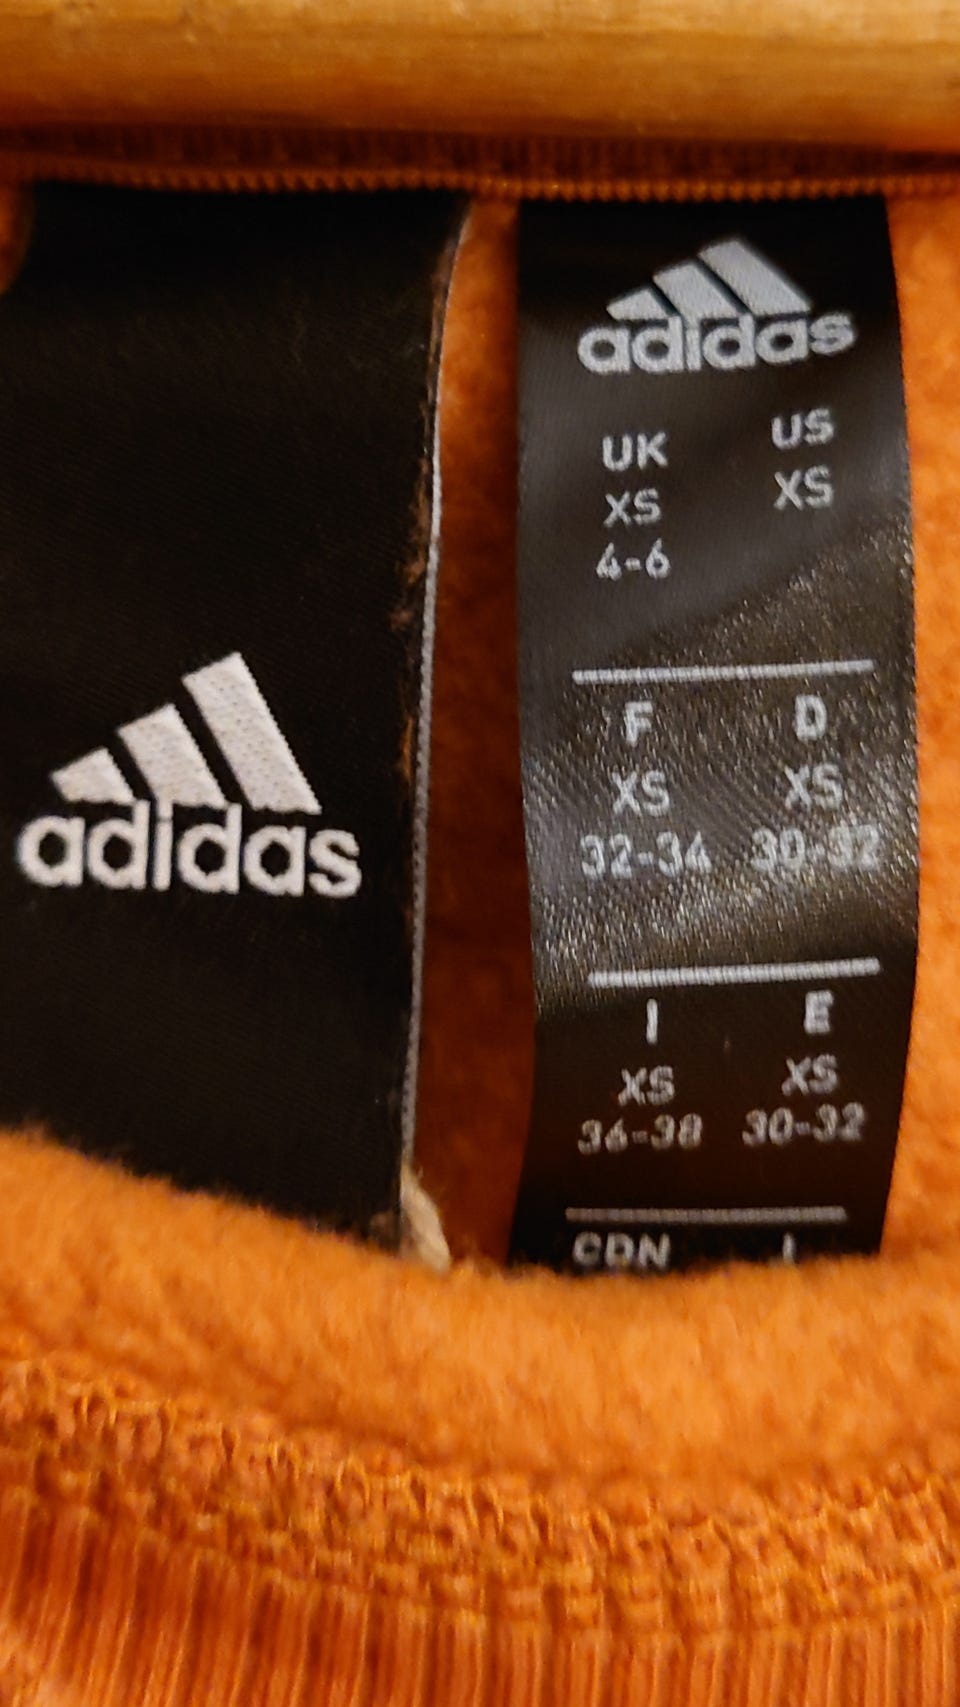 adidas
adidas
UK US
XS XS
4-6
F D
XS XS
32-34 30-32
I E
XS XS
36-38 30-32
CDN